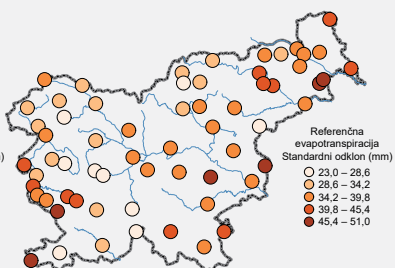 )
Referenčna
evapotranspiracija
Standardni odklon (mm)
23,0 – 28,6
28,6 – 34,2
34,2 – 39,8
39,8 – 45,4
45,4 – 51,0